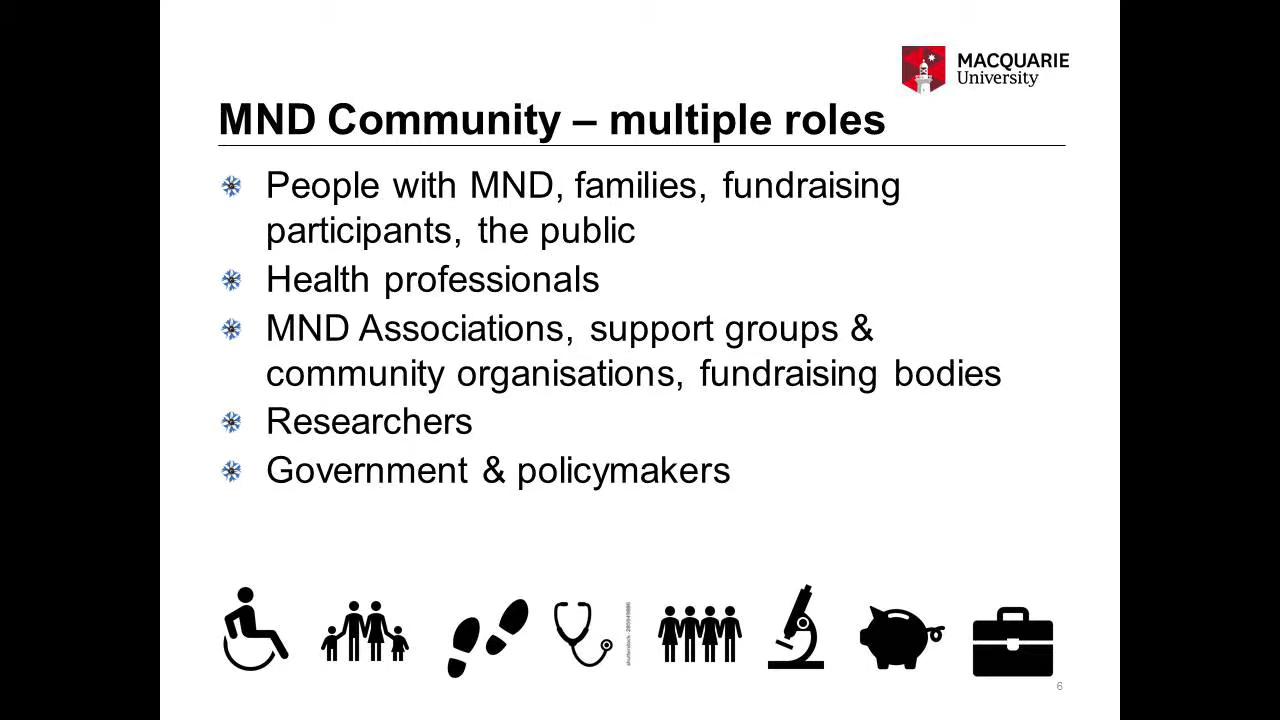 MACQUARIE
University
MND Community – multiple roles
People with MND, families, fundraising
participants, the public
Health professionals
MND Associations, support groups &
community organisations, fundraising bodies
Researchers
Government & policymakers
6